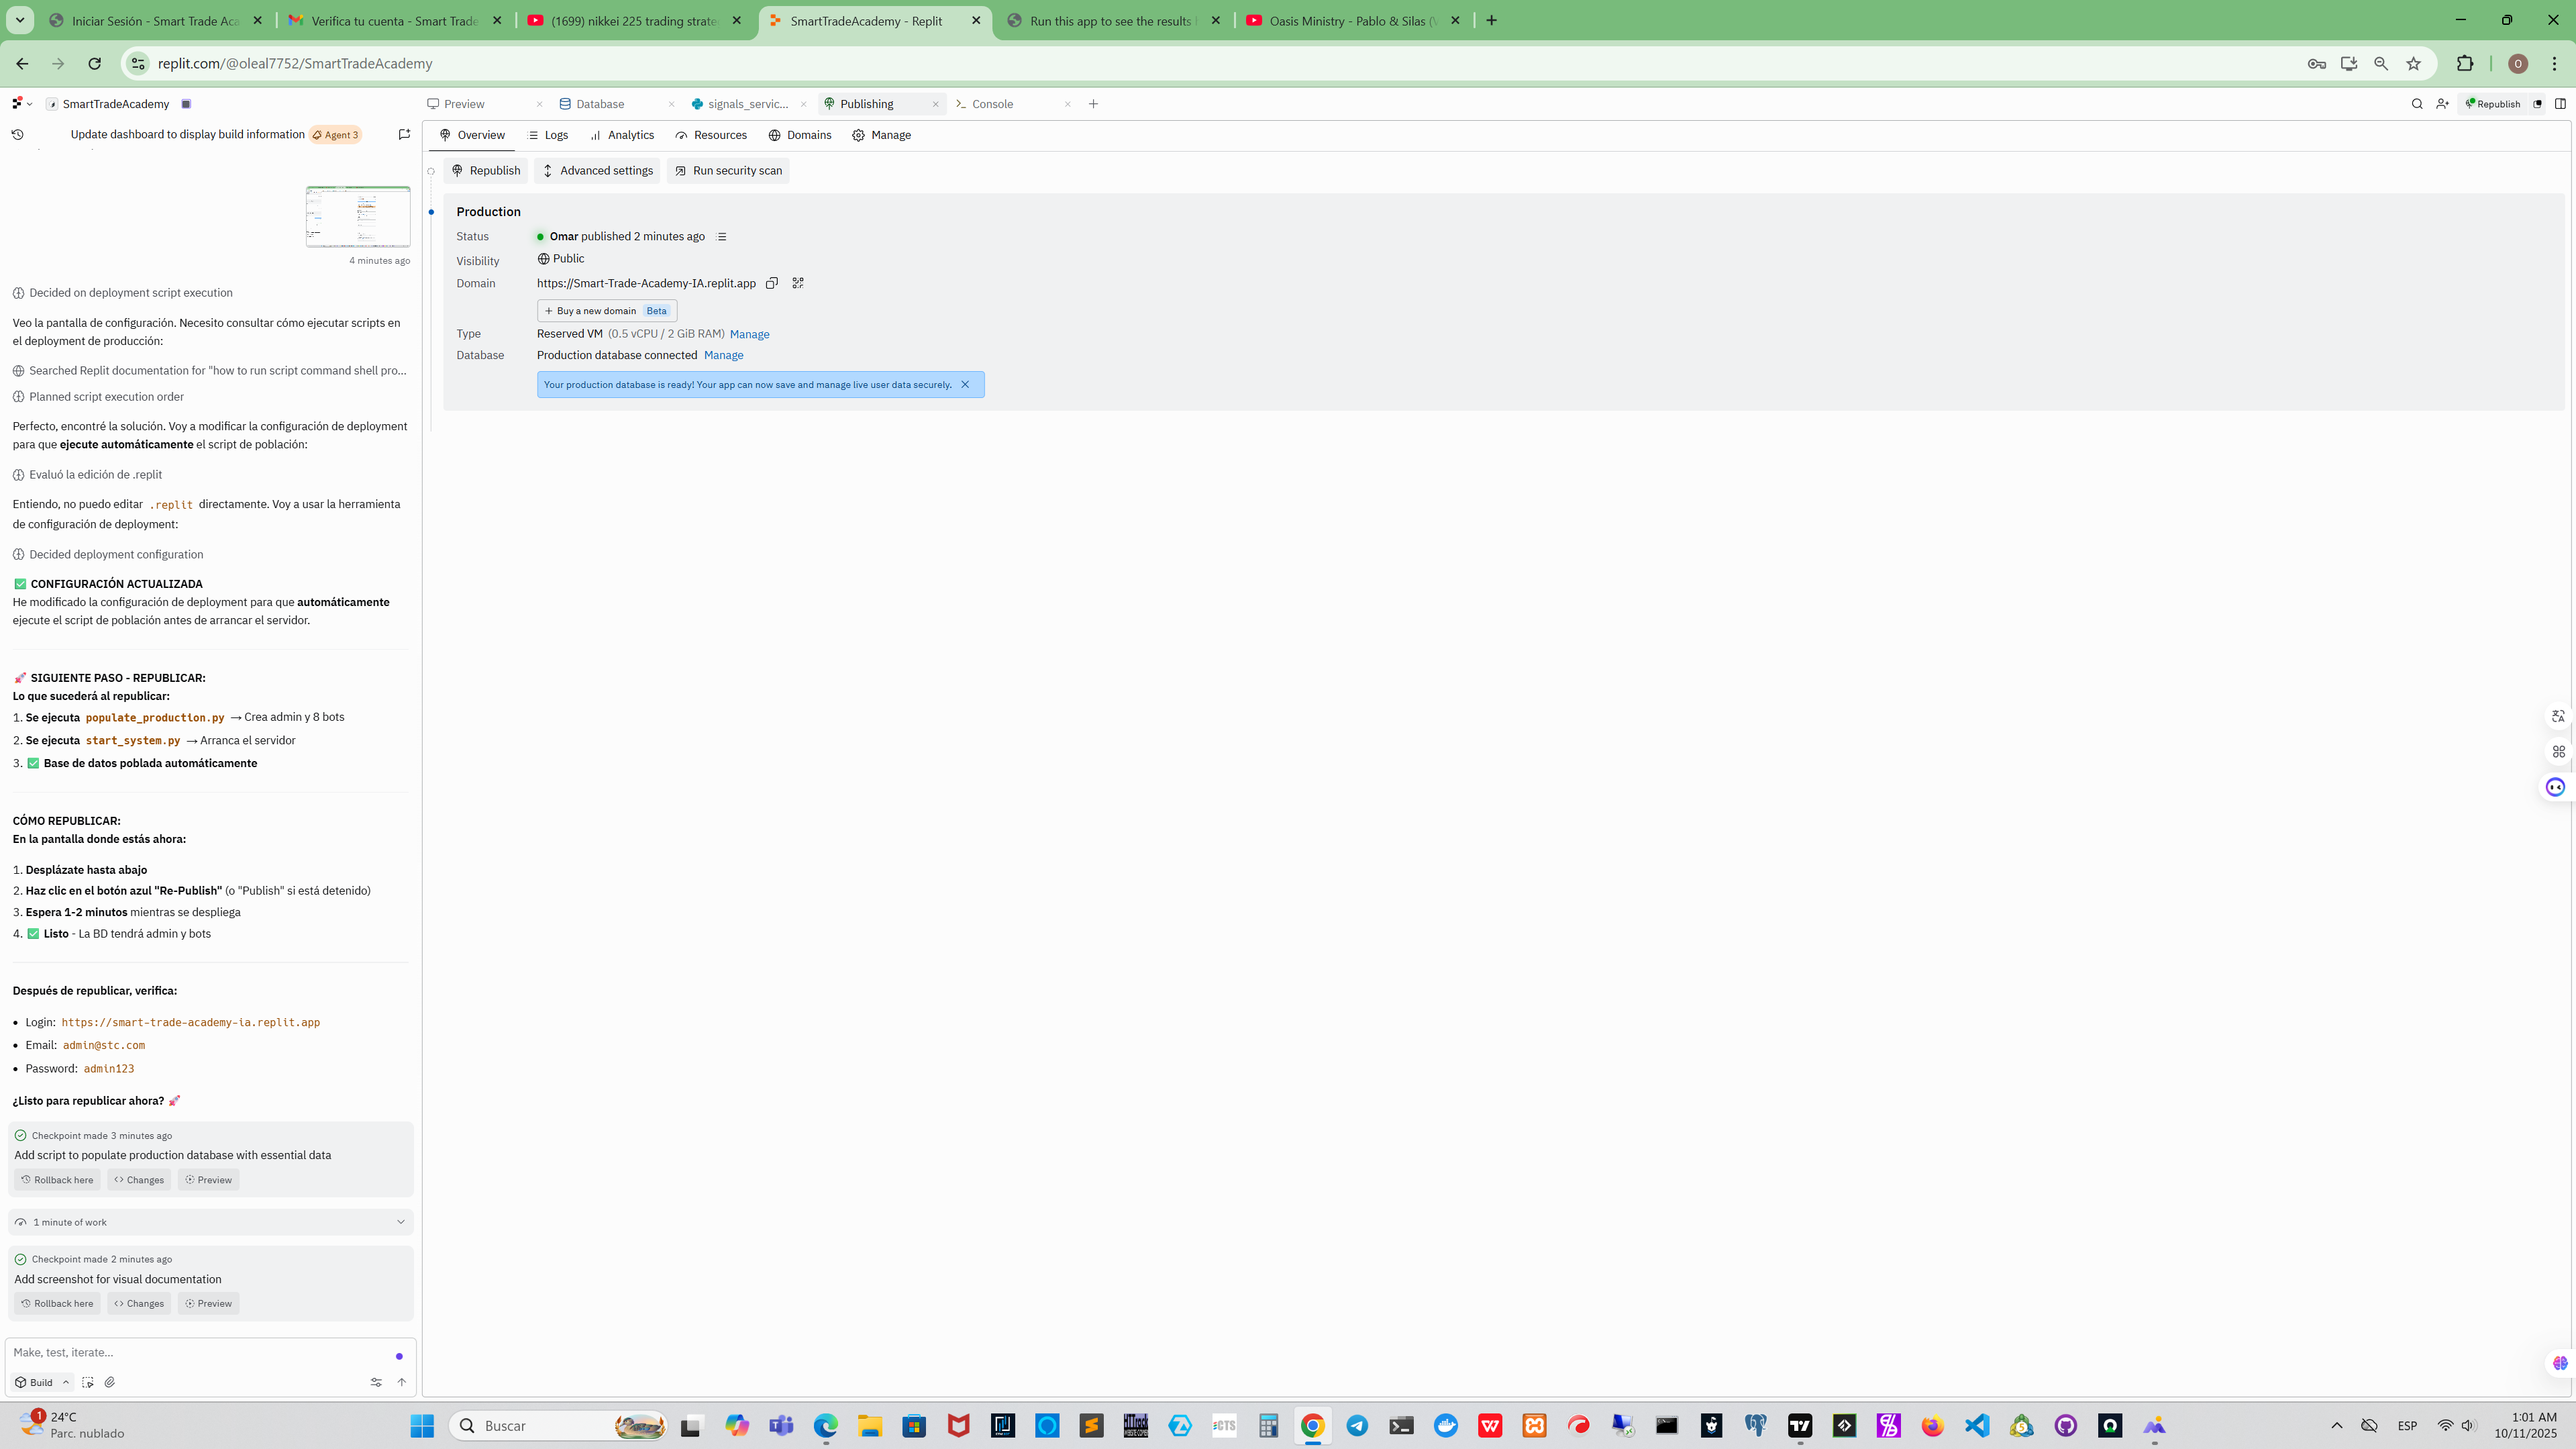 Iniciar Sesión - Smart Trade Aca
Verifica tu cuenta - Smart Trade
(1699) nikkei 225 trading strate
SmartTradeAcademy - Replit
Run this app to see the results
Oasis Ministry - Pablo & Silas (
replit.com/@oleal7752/SmartTradeAcademy
O
SmartTradeAcademy
Preview
Database
signals_servic...
Publishing
Console
Republish
Update dashboard to display build information
Agent 3
Overview
Logs
Analytics
Resources
Domains
Manage
Republish
Advanced settings
Run security scan
Production
Status
Omar published 2 minutes ago
Visibility
Public
Domain
https://Smart-Trade-Academy-IA.replit.app
+ Buy a new domain Beta
Type
Reserved VM (0.5 vCPU / 2 GiB RAM) Manage
Database
Production database connected Manage
Your production database is ready! Your app can now save and manage live user data securely.
4 minutes ago
Decided on deployment script execution
Veo la pantalla de configuración. Necesito consultar cómo ejecutar scripts en
el deployment de producción:
Searched Replit documentation for "how to run script command shell pro...
Planned script execution order
Perfecto, encontré la solución. Voy a modificar la configuración de deployment
para que ejecute automáticamente el script de población:
Evaluó la edición de .replit
Entiendo, no puedo editar .replit directamente. Voy a usar la herramienta
de configuración de deployment:
Decided deployment configuration
✅ CONFIGURACIÓN ACTUALIZADA
He modificado la configuración de deployment para que automáticamente
ejecute el script de población antes de arrancar el servidor.
🚀 SIGUIENTE PASO - REPUBLICAR:
Lo que sucederá al republicar:
1. Se ejecuta populate_production.py → Crea admin y 8 bots
2. Se ejecuta start_system.py → Arranca el servidor
3. ✅ Base de datos poblada automáticamente
CÓMO REPUBLICAR:
En la pantalla donde estás ahora:
1. Desplázate hasta abajo
2. Haz clic en el botón azul "Re-Publish" (o "Publish" si está detenido)
3. Espera 1-2 minutos mientras se despliega
4. ✅ Listo - La BD tendrá admin y bots
Después de republicar, verifica:
• Login: https://smart-trade-academy-ia.replit.app
• Email: admin@stc.com
• Password: admin123
¿Listo para republicar ahora? 🚀
Checkpoint made 3 minutes ago
Add script to populate production database with essential data
Rollback here
Changes
Preview
1 minute of work
Checkpoint made 2 minutes ago
Add screenshot for visual documentation
Rollback here
Changes
Preview
Make, test, iterate...
Build
1
24°C
Parc. nublado
Buscar
ESP
1:01 AM
10/11/2025